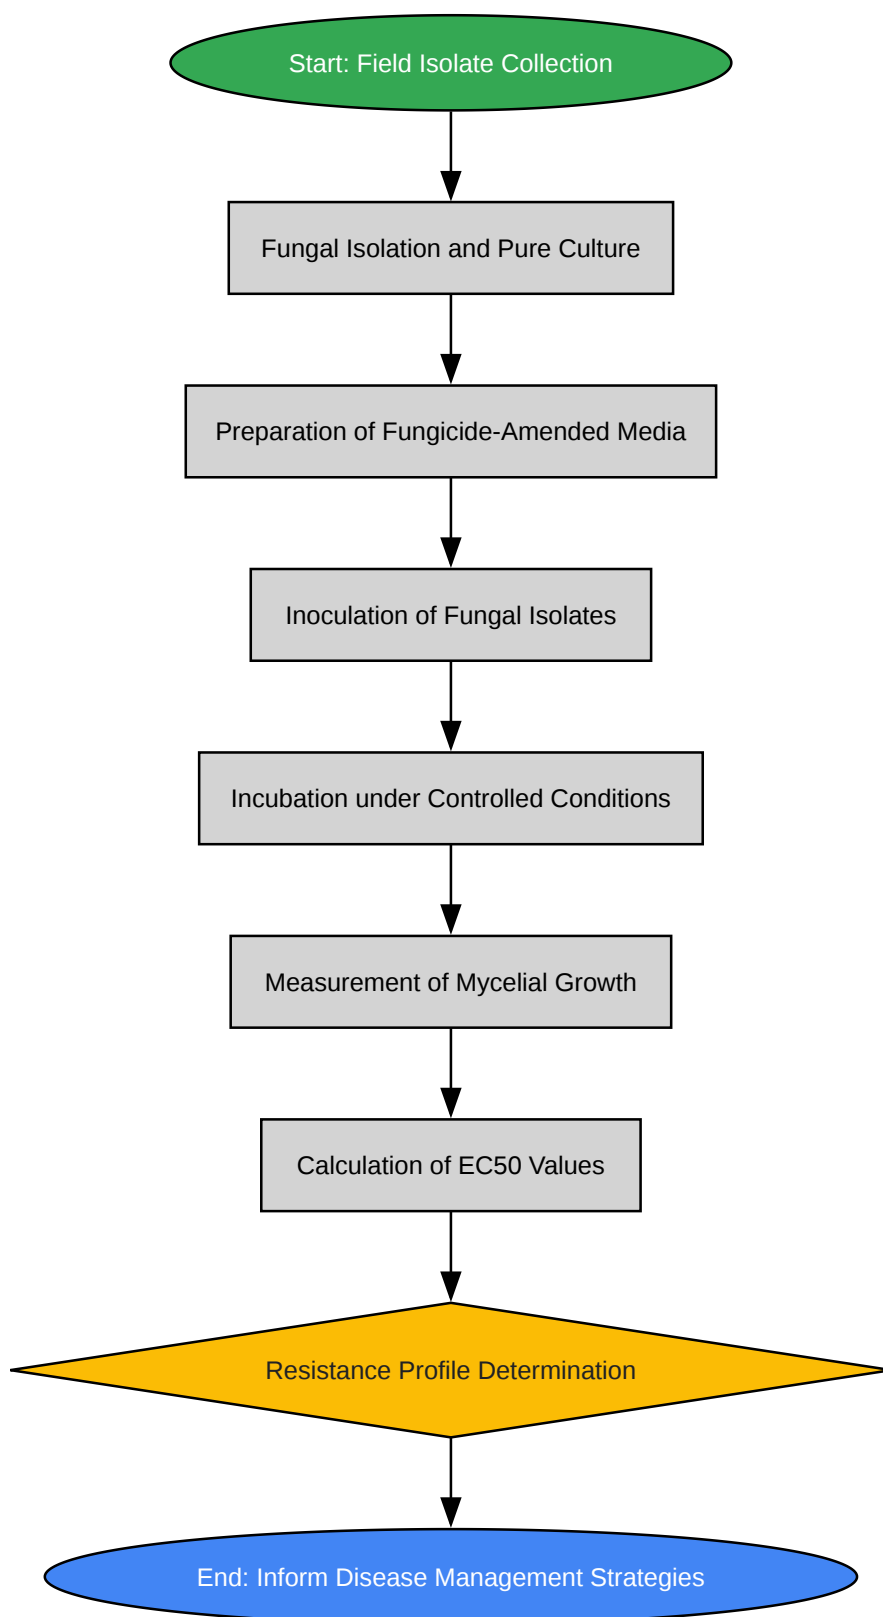 Start: Field Isolate Collection
Fungal Isolation and Pure Culture
Preparation of Fungicide-Amended Media
Inoculation of Fungal Isolates
Incubation under Controlled Conditions
Measurement of Mycelial Growth
Calculation of EC50 Values
Resistance Profile Determination
End: Inform Disease Management Strategies